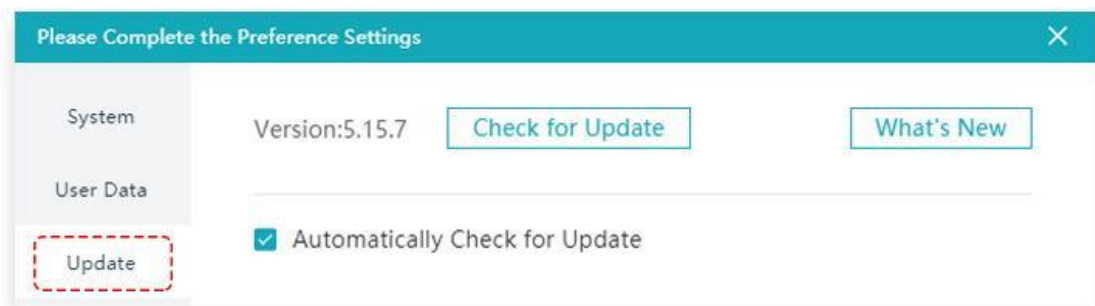 Please Complete the Preference Settings
System
Version:5.15.7 Check for Update What's New
User Data
Automatically Check for Update
Update